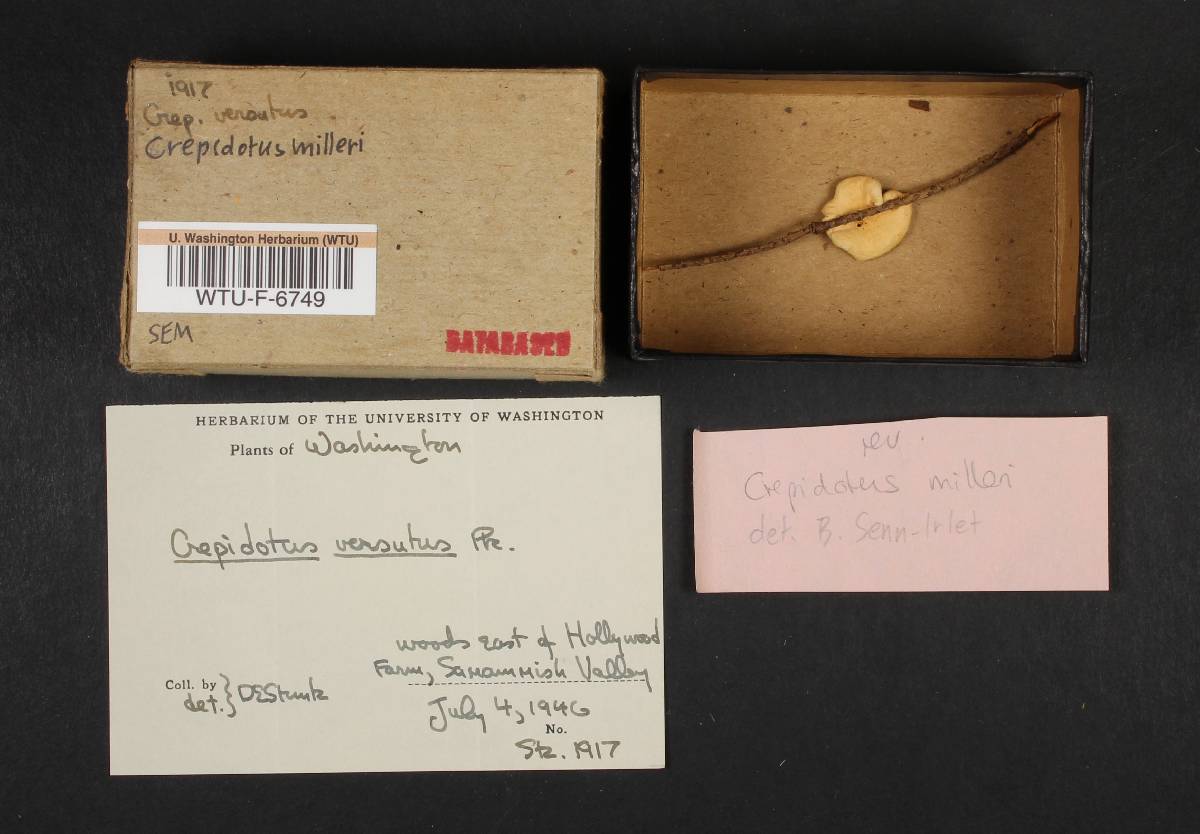 1917
Crep. versutus
Crepidotus milleri
U. Washington Herbarium (WTU)
WTU-F-6749
SEM
DATABASED
HERBARIUM OF THE UNIVERSITY OF WASHINGTON
Plants of Washington
Crepidotus versutus Pk.
woods east of Hollywood
Farm, Samammish Valley
Coll. by
det. } DEStuntz
July 4, 1946
No.
Stz. 1917
rev.
Crepidotus milleri
det. B. Senn-Irlet